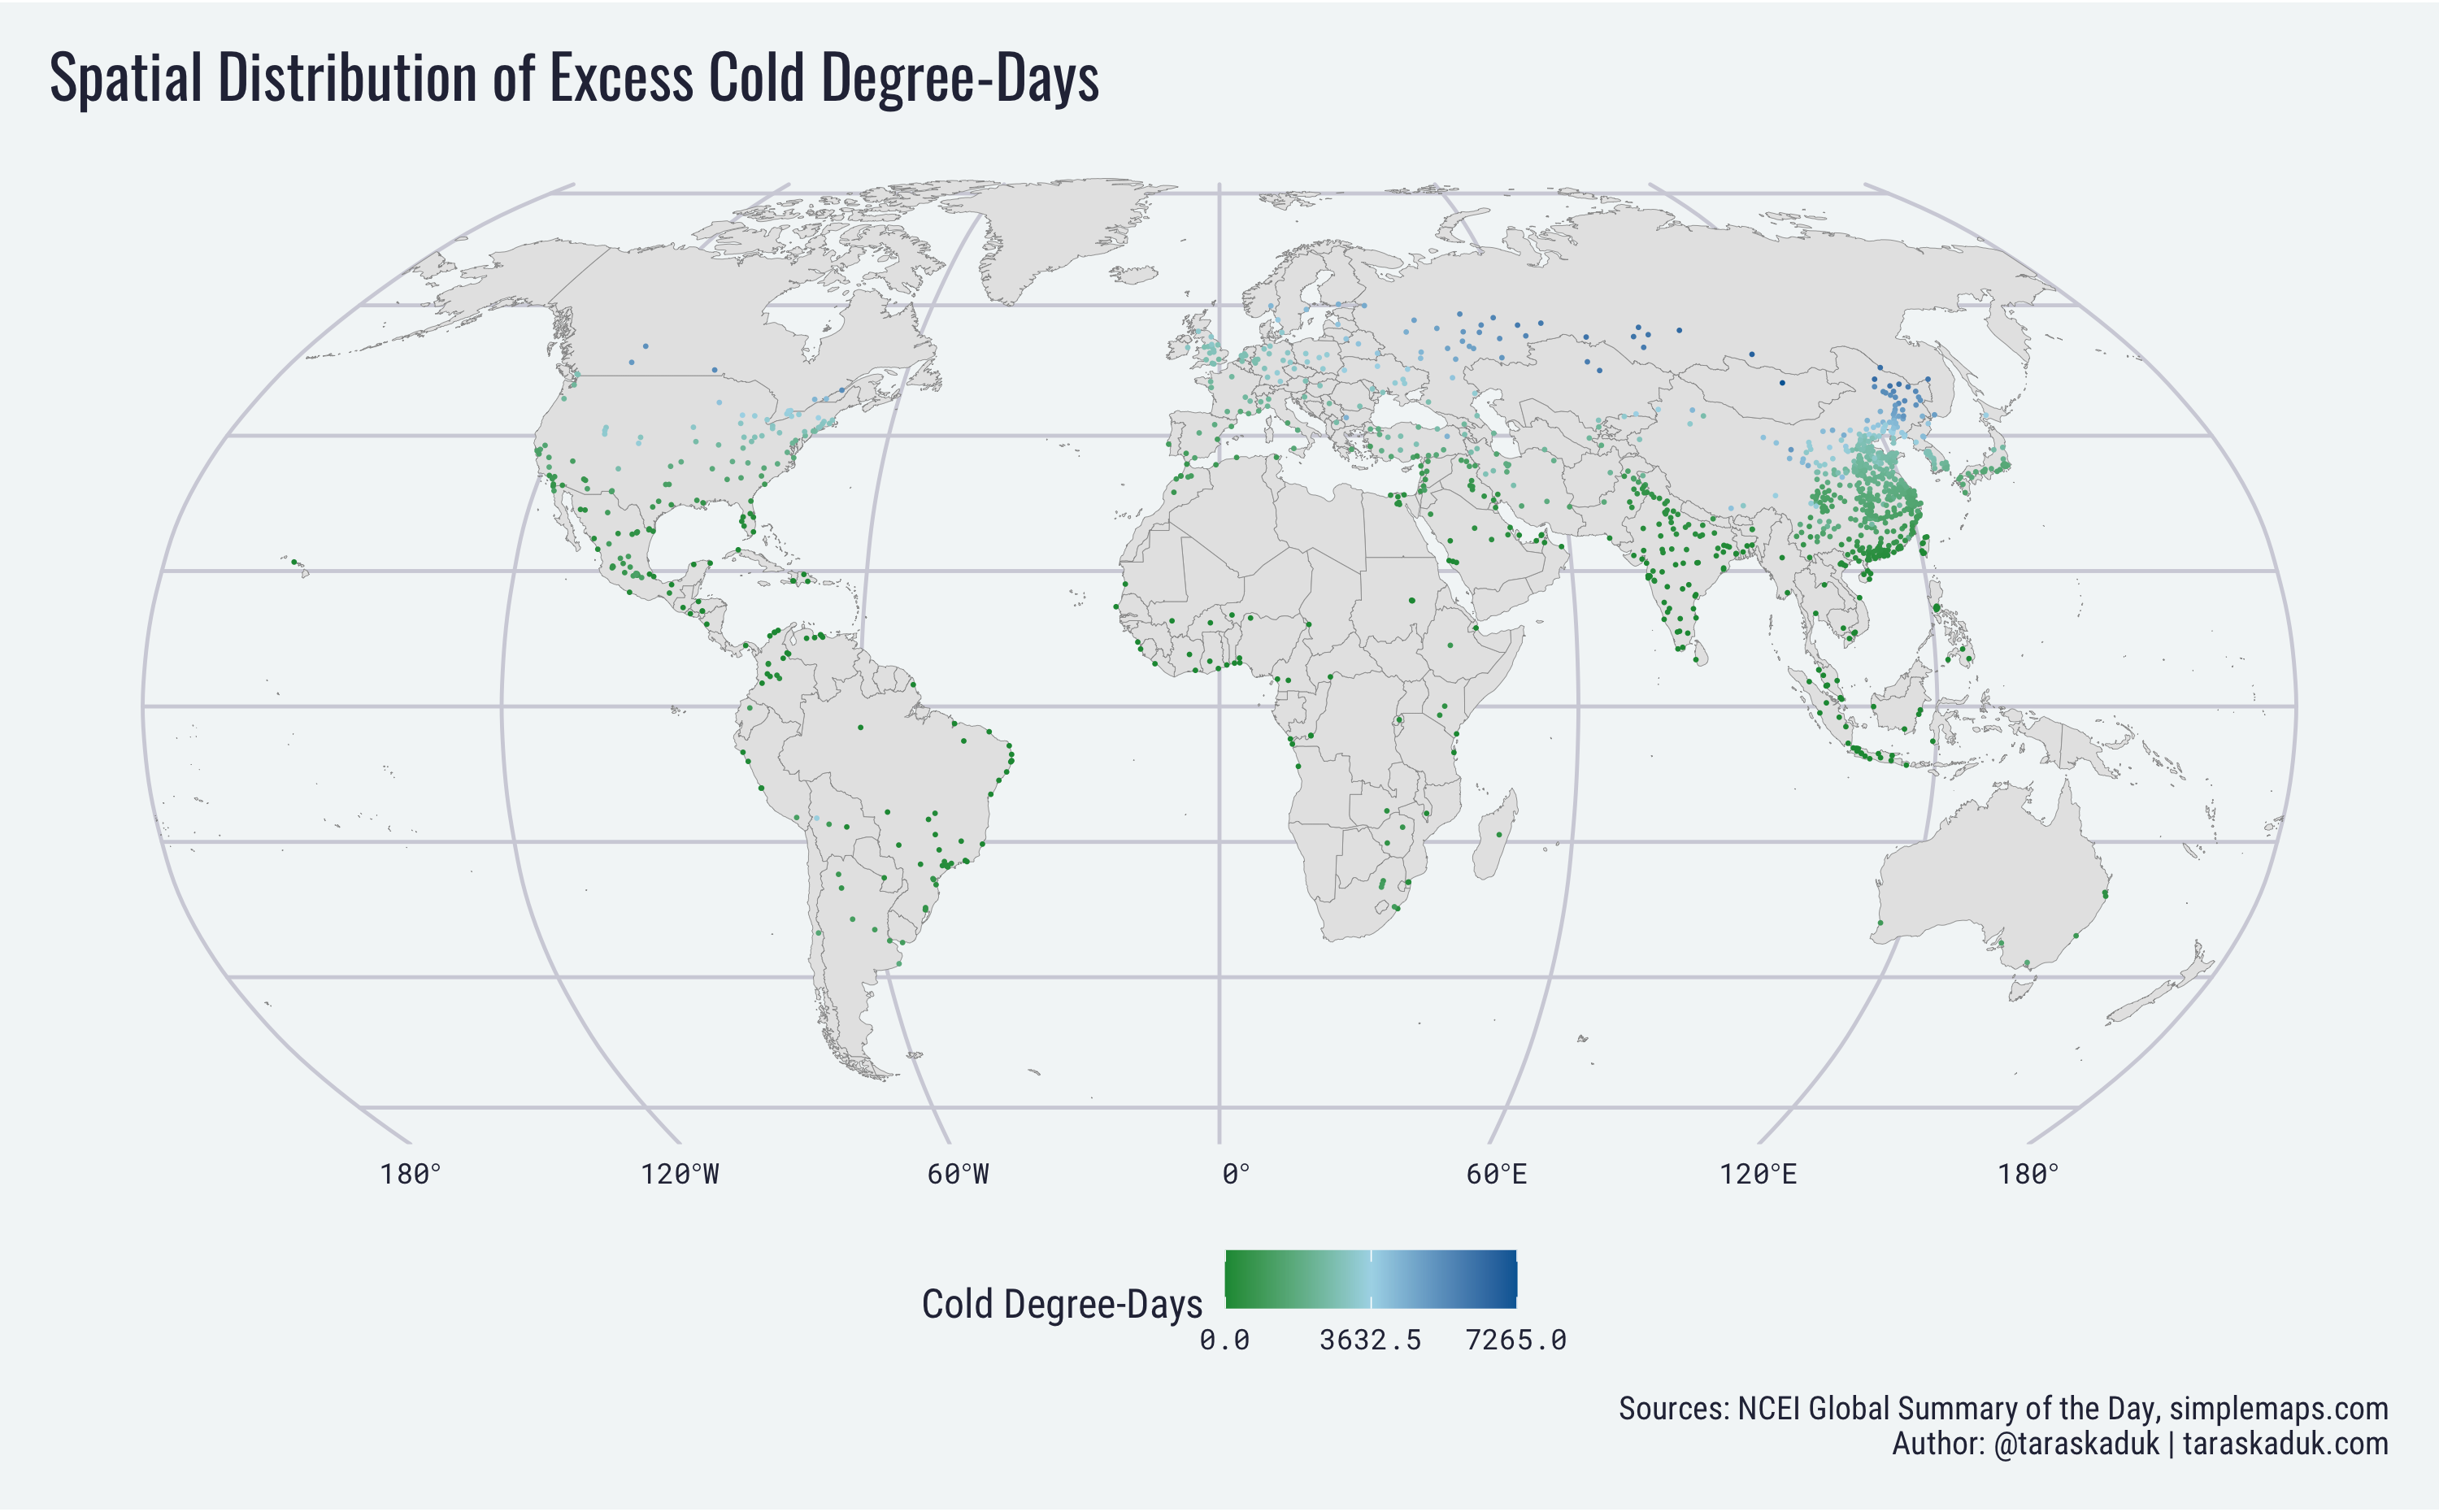 Spatial Distribution of Excess Cold Degree-Days
180° 120°W 60°W 0° 60°E 120°E 180°
Cold Degree-Days
0.0 3632.5 7265.0
Sources: NCEI Global Summary of the Day, simplemaps.com
Author: @taraskaduk | taraskaduk.com